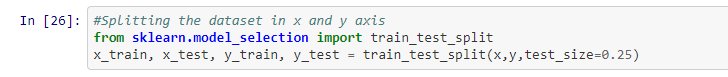 In [26]: #Splitting the dataset in x and y axis
from sklearn.model_selection import train_test_split
x_train, x_test, y_train, y_test = train_test_split(x,y,test_size=0.25)